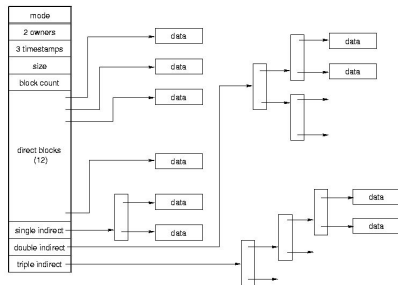 mode
2 owners
3 timestamps
size
block count
direct blocks
(12)
single indirect
double indirect
triple indirect
data
data
data
data
data
data
data
data
data
data